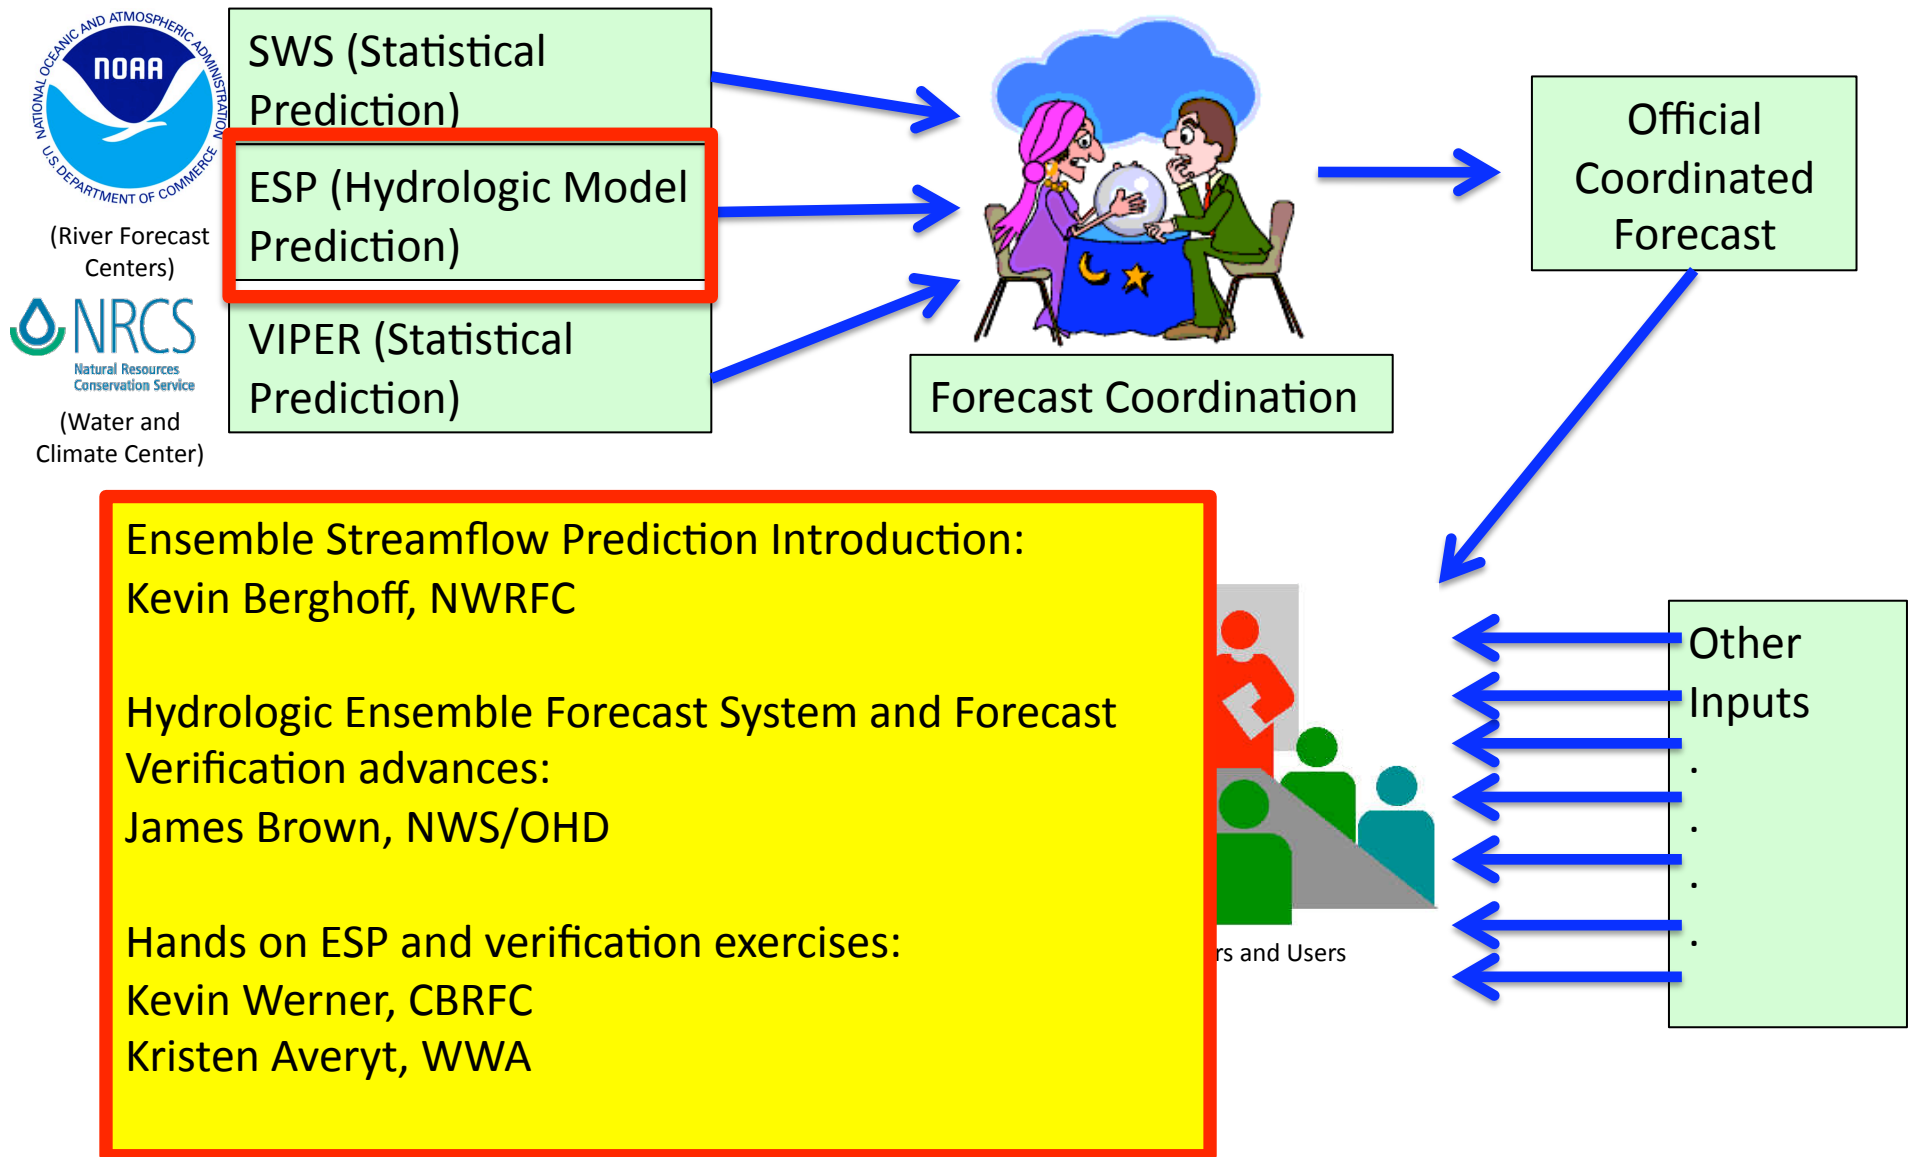 NATIONAL OCEANIC AND ATMOSPHERIC ADMINISTRATION
U.S. DEPARTMENT OF COMMERCE
NOAA
(River Forecast
Centers)
NRCS
Natural Resources
Conservation Service
(Water and
Climate Center)
SWS (Statistical
Prediction)
ESP (Hydrologic Model
Prediction)
VIPER (Statistical
Prediction)
Forecast Coordination
Official
Coordinated
Forecast
Ensemble Streamflow Prediction Introduction:
Kevin Berghoff, NWRFC
Hydrologic Ensemble Forecast System and Forecast
Verification advances:
James Brown, NWS/OHD
Hands on ESP and verification exercises:
Kevin Werner, CBRFC
Kristen Averyt, WWA
rs and Users
Other
Inputs
.
.
.
.